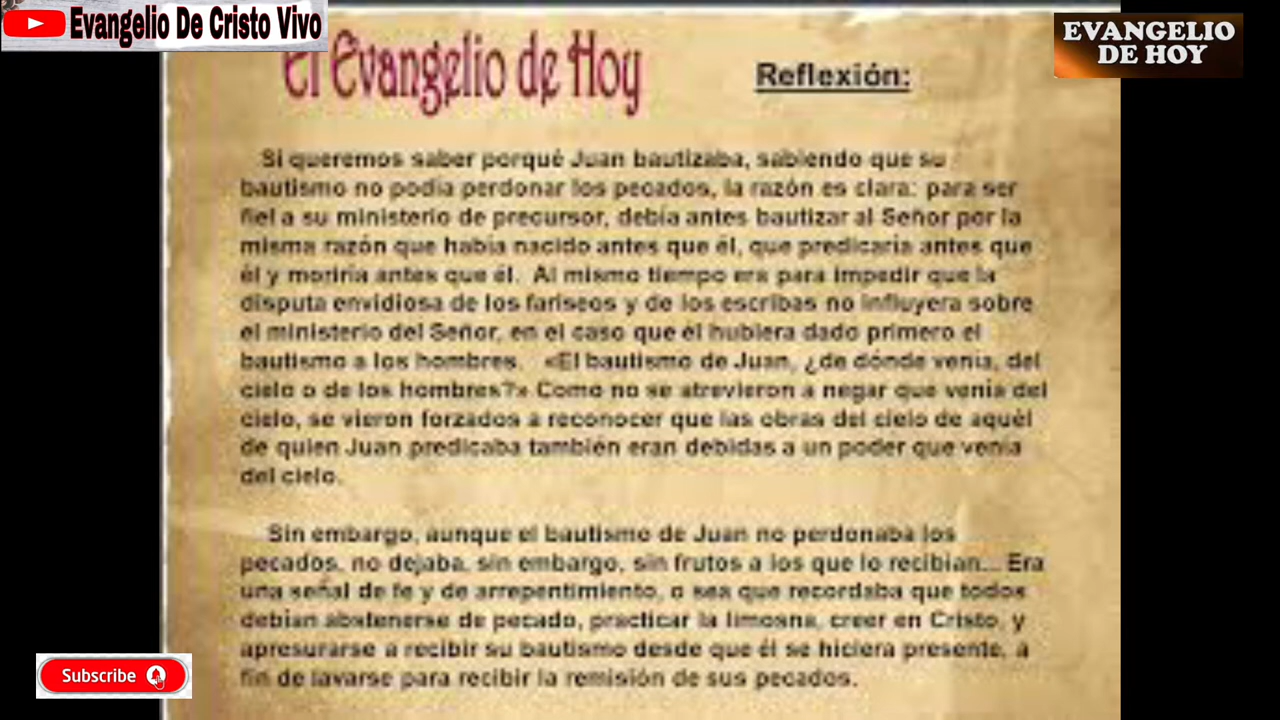 Evangelio De Cristo Vivo
EVANGELIO
DE HOY
El Evangelio de Hoy
Reflexión:
Si queremos saber porqué Juan bautizaba, sabiendo que su
bautismo no podía perdonar los pecados, la razón es clara: para ser
fiel a su ministerio de precursor, debía antes bautizar al Señor por la
misma razón que había nacido antes que él, que predicaría antes que
él y moriría antes que él. Al mismo tiempo era para impedir que la
disputa envidiosa de los fariseos y de los escribas no influyera sobre
el ministerio del Señor, en el caso que él hubiera dado primero el
bautismo a los hombres. «El bautismo de Juan, ¿de dónde venía, del
cielo o de los hombres?» Como no se atrevieron a negar que venía del
cielo, se vieron forzados a reconocer que las obras del cielo de aquél
de quien Juan predicaba también eran debidas a un poder que venía
del cielo.
Sin embargo, aunque el bautismo de Juan no perdonaba los
pecados, no dejaba, sin embargo, sin frutos a los que lo recibían... Era
una señal de fe y de arrepentimiento, o sea que recordaba que todos
debían abstenerse de pecado, practicar la limosna, creer en Cristo, y
apresurarse a recibir su bautismo desde que él se hiciera presente, a
fin de lavarse para recibir la remisión de sus pecados.
Subscribe